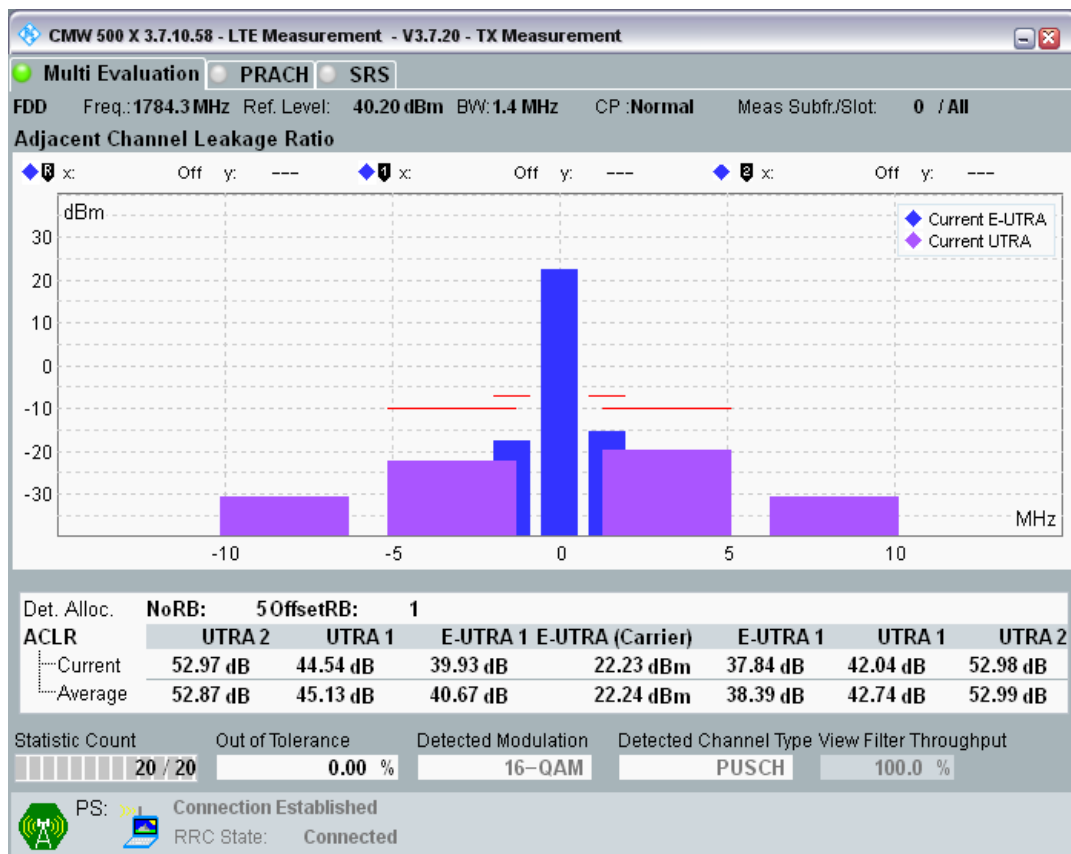 CMW 500 X 3.7.10.58 - LTE Measurement - V3.7.20 - TX Measurement
Multi Evaluation PRACH SRS
FDD Freq.: 1784.3 MHz Ref. Level: 40.20 dBm BW: 1.4 MHz CP : Normal Meas Subfr./Slot: 0 / All
Adjacent Channel Leakage Ratio
R x: Off y: --- 1 x: Off y: --- 2 x: Off y: ---
dBm
Current E-UTRA
Current UTRA
30
20
10
0
-10
-20
-30
MHz
-10 -5 0 5 10
Det. Alloc. NoRB: 5 OffsetRB: 1
ACLR UTRA 2 UTRA 1 E-UTRA 1 E-UTRA (Carrier) E-UTRA 1 UTRA 1 UTRA 2
Current 52.97 dB 44.54 dB 39.93 dB 22.23 dBm 37.84 dB 42.04 dB 52.98 dB
Average 52.87 dB 45.13 dB 40.67 dB 22.24 dBm 38.39 dB 42.74 dB 52.99 dB
Statistic Count Out of Tolerance Detected Modulation Detected Channel Type View Filter Throughput
20 / 20 0.00 % 16-QAM PUSCH 100.0 %
PS: Connection Established
RRC State: Connected